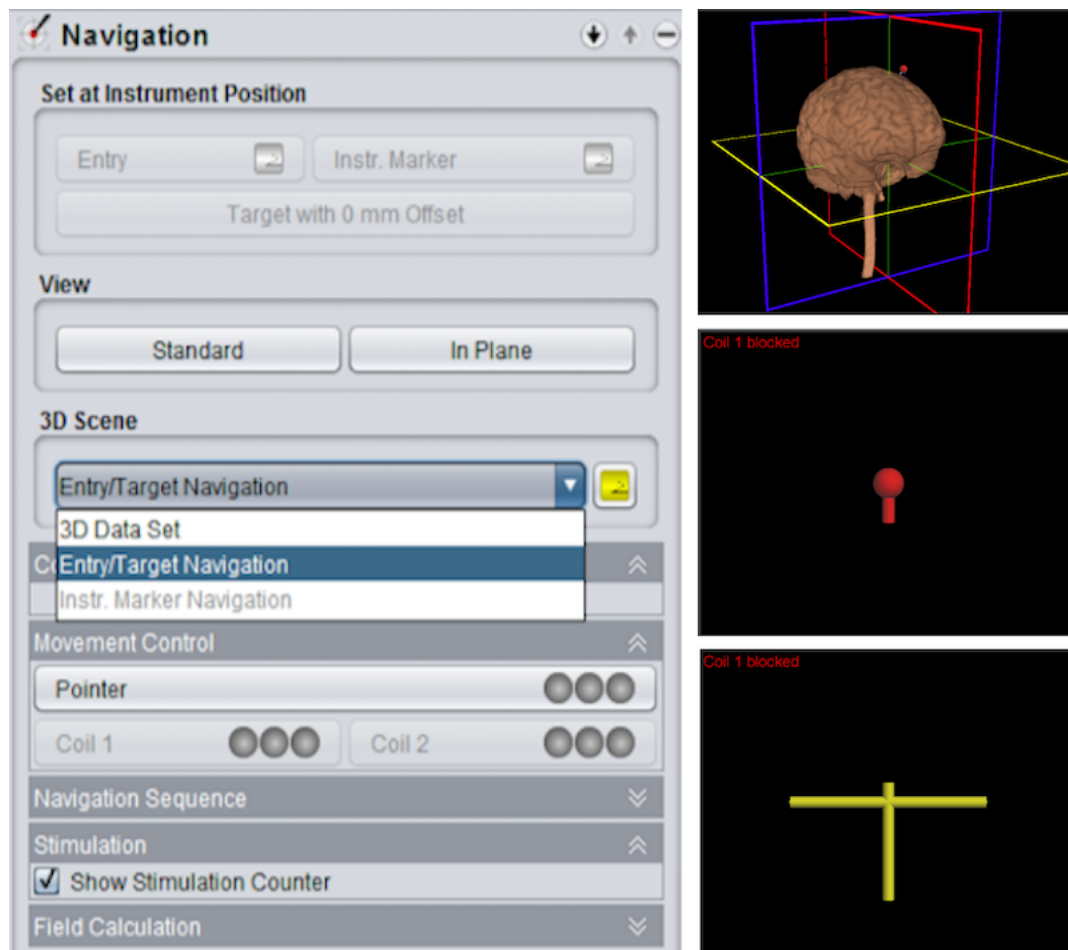 Navigation
Set at Instrument Position
Entry
Instr. Marker
Target with 0 mm Offset
View
Standard
In Plane
3D Scene
Entry/Target Navigation
3D Data Set
Entry/Target Navigation
Instr. Marker Navigation
Movement Control
Pointer
Coil 1
Coil 2
Navigation Sequence
Stimulation
Show Stimulation Counter
Field Calculation
Coil 1 blocked
Coil 1 blocked